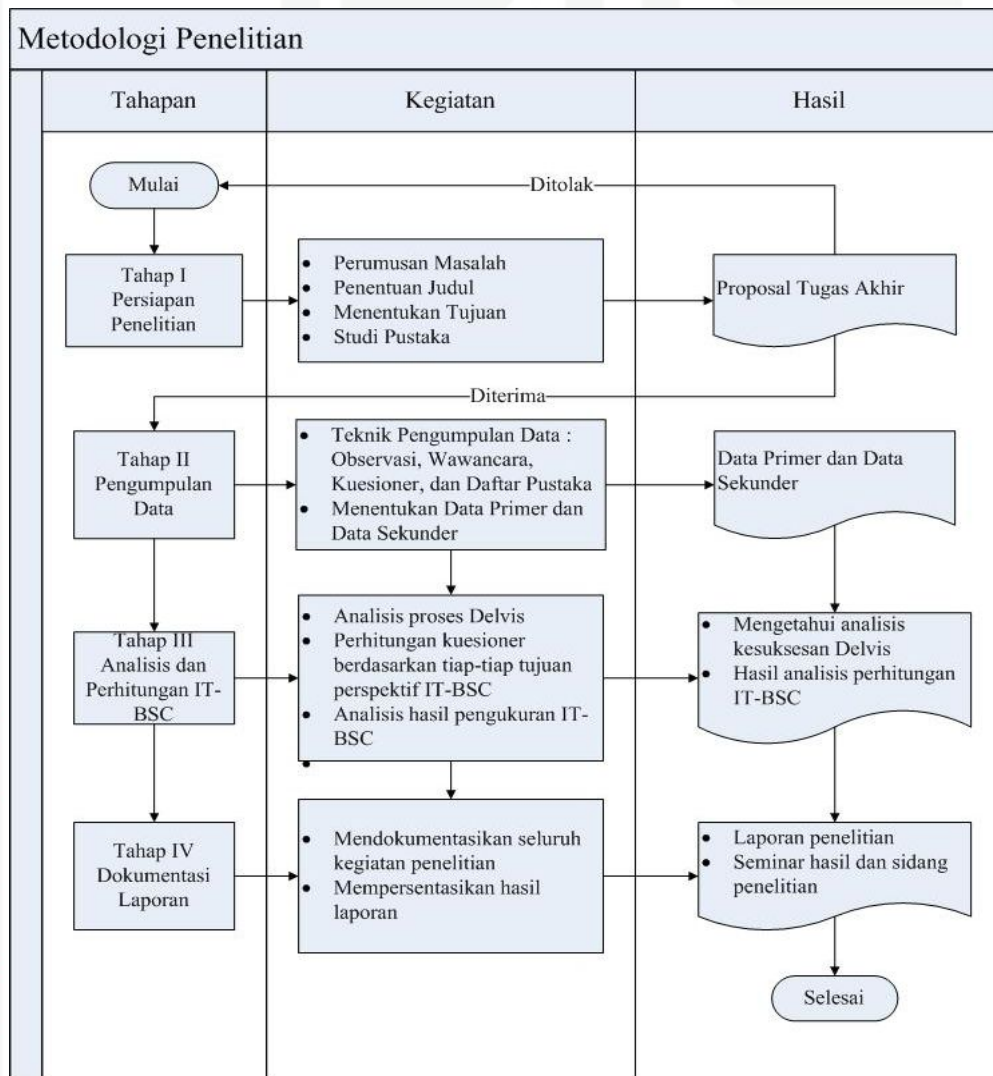 Metodologi Penelitian
Tahapan
Kegiatan
Hasil
Mulai
Ditolak
Tahap I
Persiapan
Penelitian
• Perumusan Masalah
• Penentuan Judul
• Menentukan Tujuan
• Studi Pustaka
Proposal Tugas Akhir
Diterima
Tahap II
Pengumpulan
Data
• Teknik Pengumpulan Data :
Observasi, Wawancara,
Kuesioner, dan Daftar Pustaka
• Menentukan Data Primer dan
Data Sekunder
Data Primer dan Data
Sekunder
Tahap III
Analisis dan
Perhitungan IT-
BSC
• Analisis proses Delvis
• Perhitungan kuesioner
berdasarkan tiap-tiap tujuan
perspektif IT-BSC
• Analisis hasil pengukuran IT-
BSC
•
• Mengetahui analisis
kesuksesan Delvis
• Hasil analisis perhitungan
IT-BSC
Tahap IV
Dokumentasi
Laporan
• Mendokumentasikan seluruh
kegiatan penelitian
• Mempersentasikan hasil
laporan
• Laporan penelitian
• Seminar hasil dan sidang
penelitian
Selesai